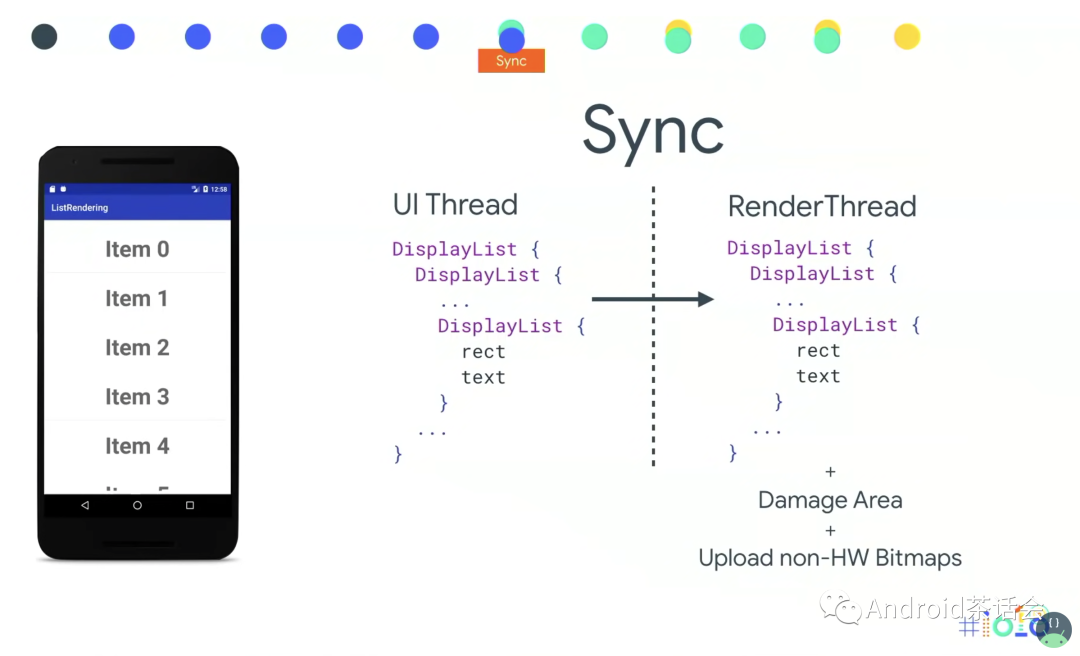 Sync
Sync
12:58
ListRendering
Item 0
Item 1
Item 2
Item 3
Item 4
UI Thread
DisplayList {
DisplayList {
...
DisplayList {
rect
text
}
...
}
RenderThread
DisplayList {
DisplayList {
...
DisplayList {
rect
text
}
...
}
+
Damage Area
+
Upload non-HW Bitmaps
Android茶话会
#io18
{}